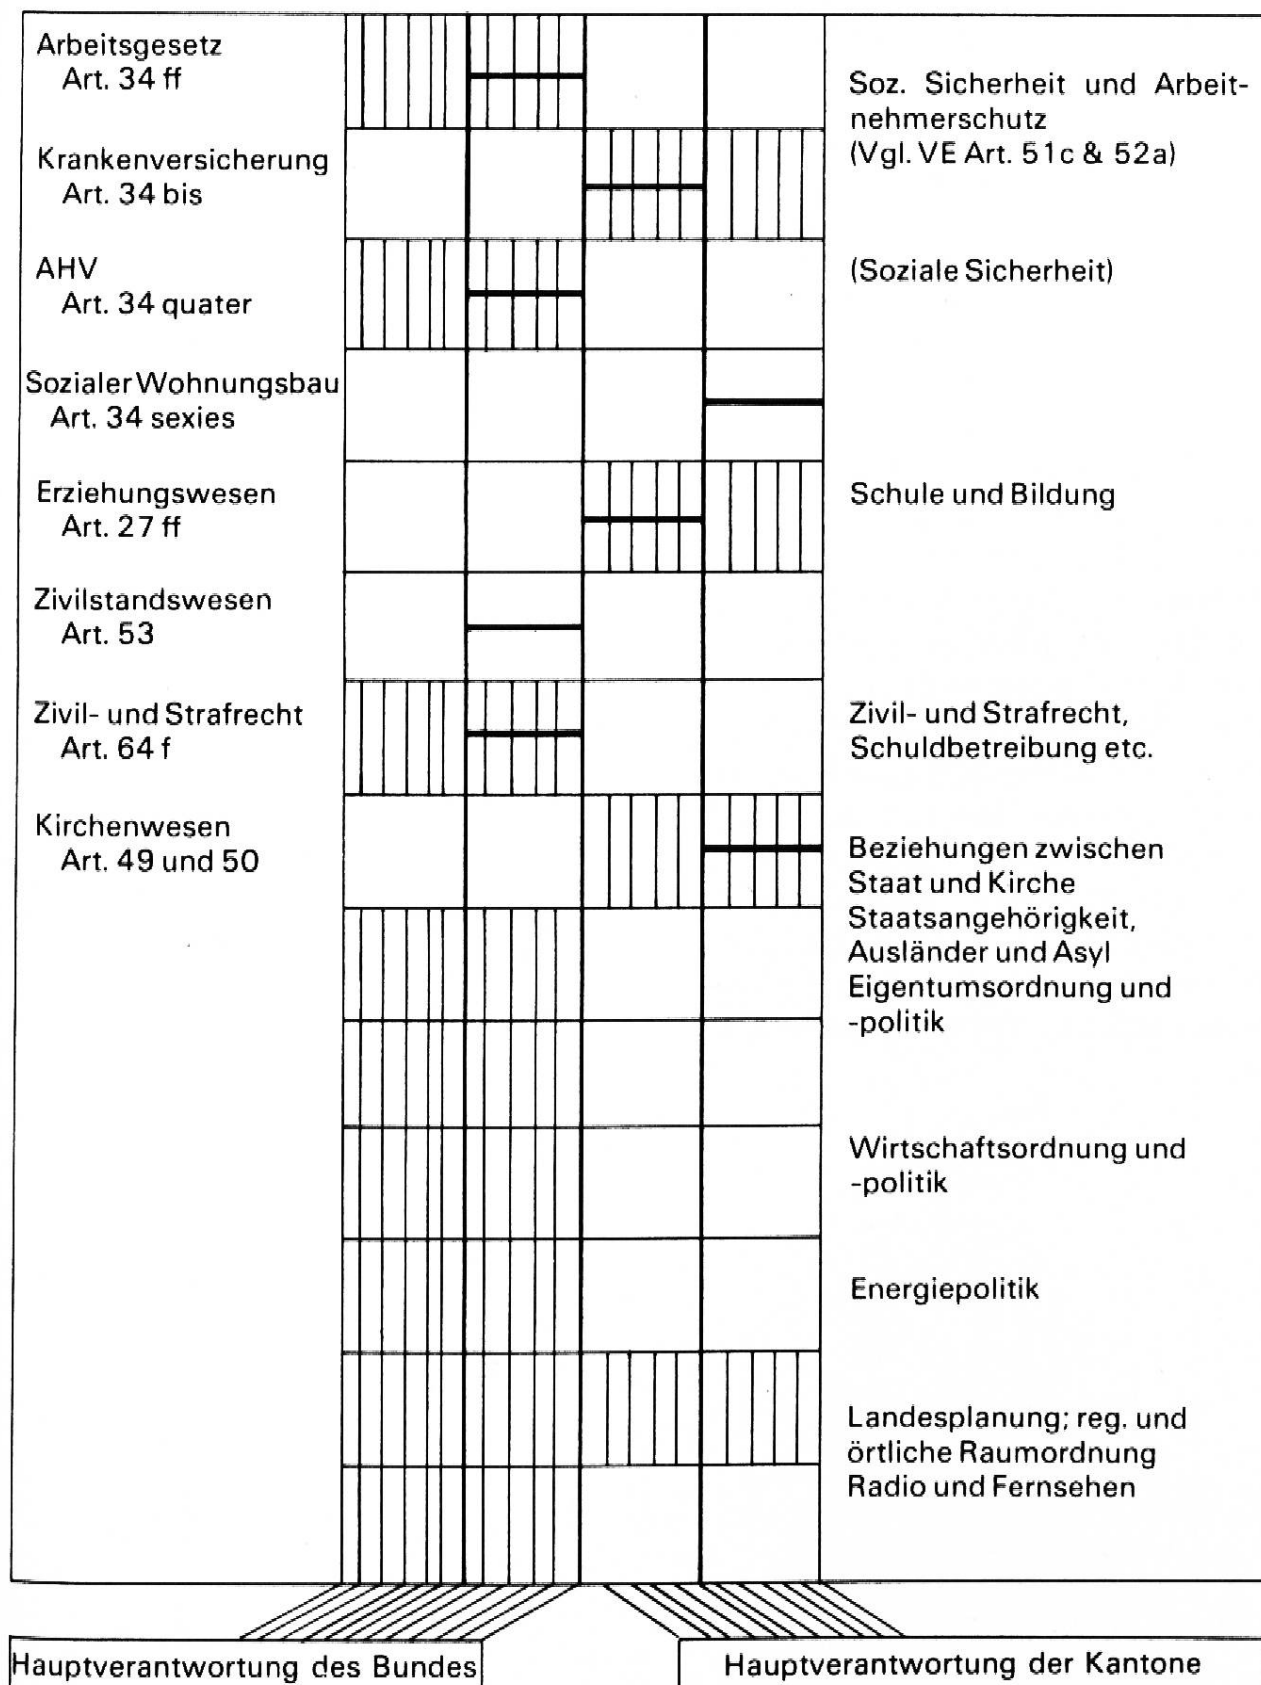 Arbeitsgesetz
Art. 34 ff
Soz. Sicherheit und Arbeit-
nehmerschutz
(Vgl. VE Art. 51c & 52a)
Krankenversicherung
Art. 34 bis
AHV
Art. 34 quater
(Soziale Sicherheit)
Sozialer Wohnungsbau
Art. 34 sexies
Erziehungswesen
Art. 27 ff
Schule und Bildung
Zivilstandswesen
Art. 53
Zivil- und Strafrecht
Art. 64 f
Zivil- und Strafrecht,
Schuldbetreibung etc.
Kirchenwesen
Art. 49 und 50
Beziehungen zwischen
Staat und Kirche
Staatsangehörigkeit,
Ausländer und Asyl
Eigentumsordnung und
-politik
Wirtschaftsordnung und
-politik
Energiepolitik
Landesplanung; reg. und
örtliche Raumordnung
Radio und Fernsehen
Hauptverantwortung des Bundes
Hauptverantwortung der Kantone